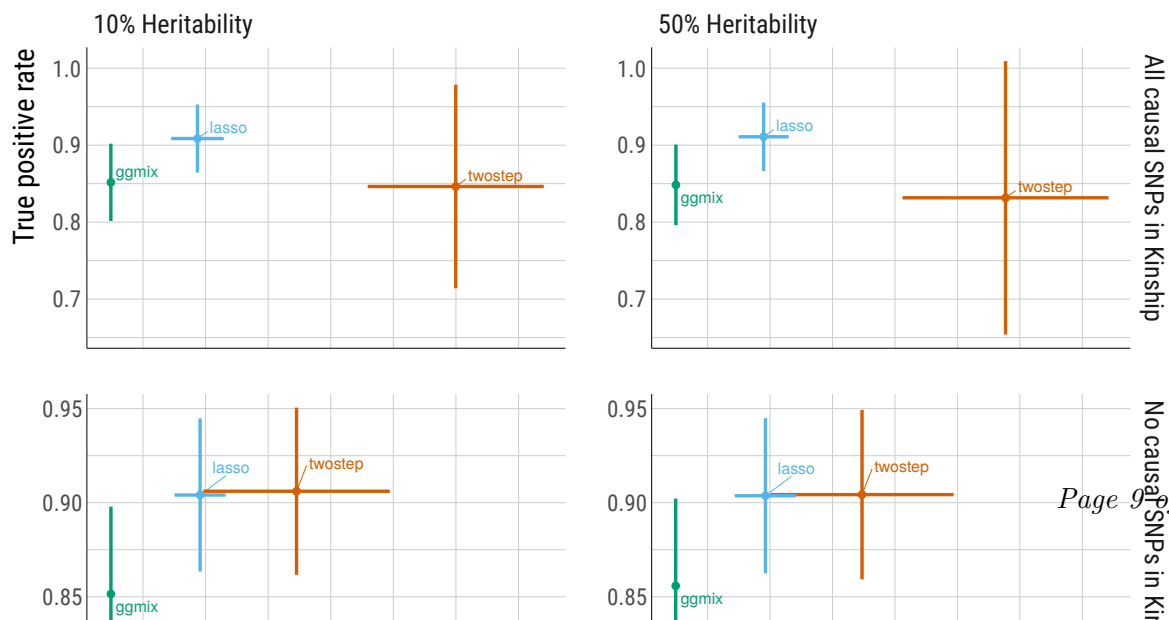 10% Heritability
50% Heritability
True positive rate
1.0
0.9
0.8
0.7
lasso
ggmix
twostep
1.0
0.9
0.8
0.7
lasso
ggmix
twostep
All causal SNPs in Kinship
0.95
0.90
0.85
lasso
twostep
ggmix
0.95
0.90
0.85
lasso
twostep
ggmix
No causal SNPs in
Page 9